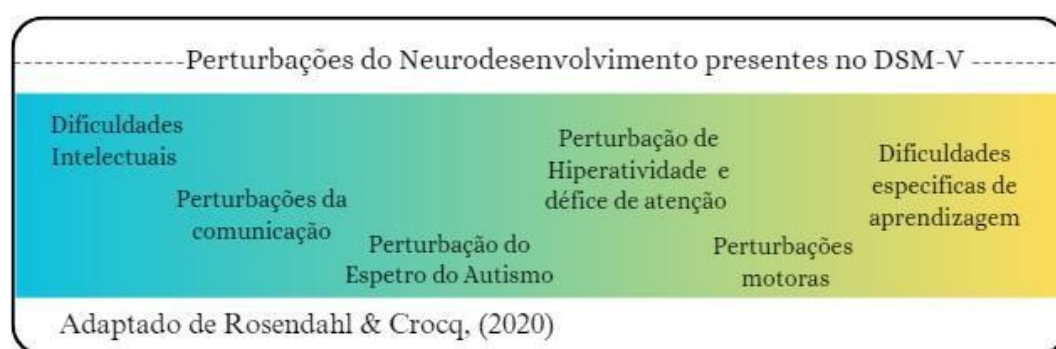 Perturbações do Neurodesenvolvimento presentes no DSM-V
Dificuldades
Intelectuais
Perturbações da
comunicação
Perturbação do
Espetro do Autismo
Perturbação de
Hiperatividade e
défice de atenção
Perturbações
motoras
Dificuldades
especificas de
aprendizagem
Adaptado de Rosendahl & Crocq, (2020)